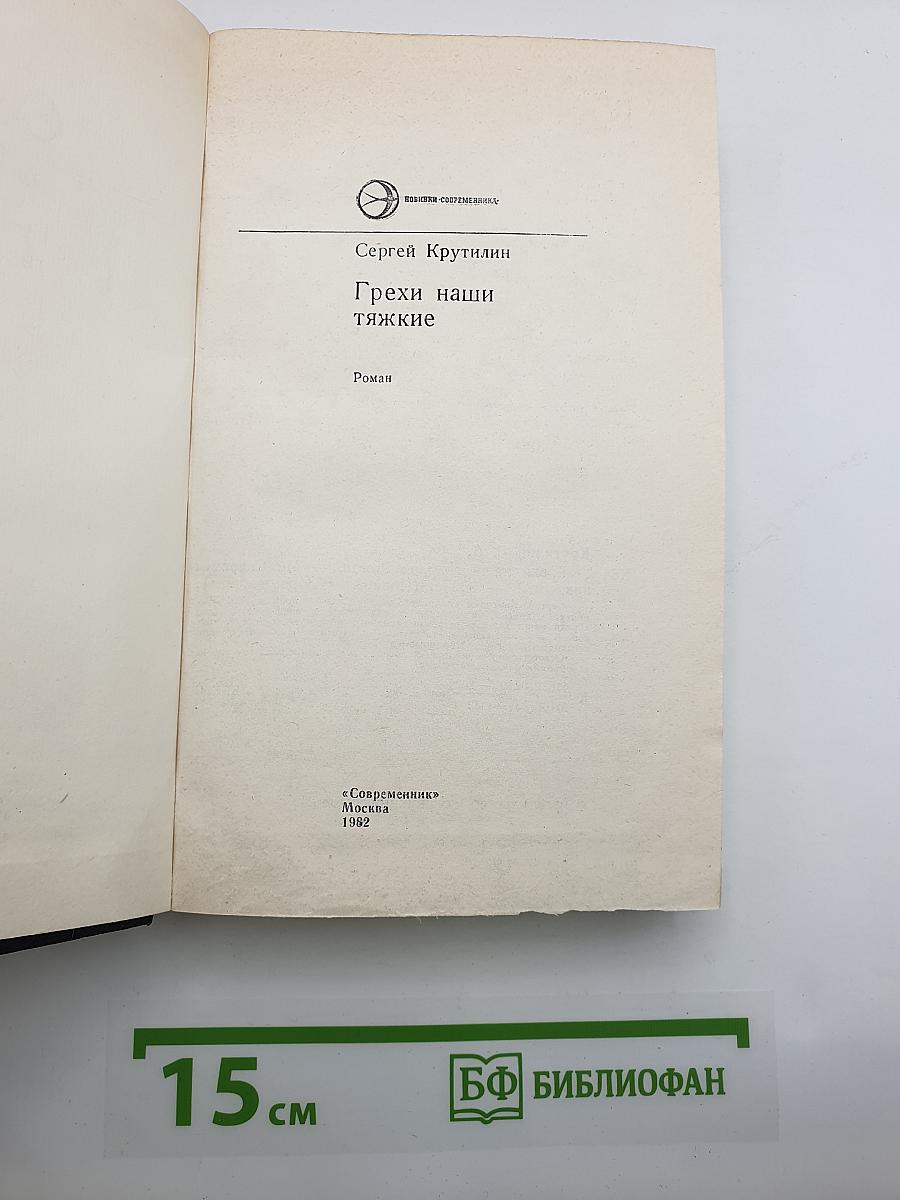 НОВИНКИ «СОВРЕМЕННИКА»
Сергей Крутилин
Грехи наши
тяжкие
Роман
«Современник»
Москва
1982
15 см
БФ БИБЛИОФАН